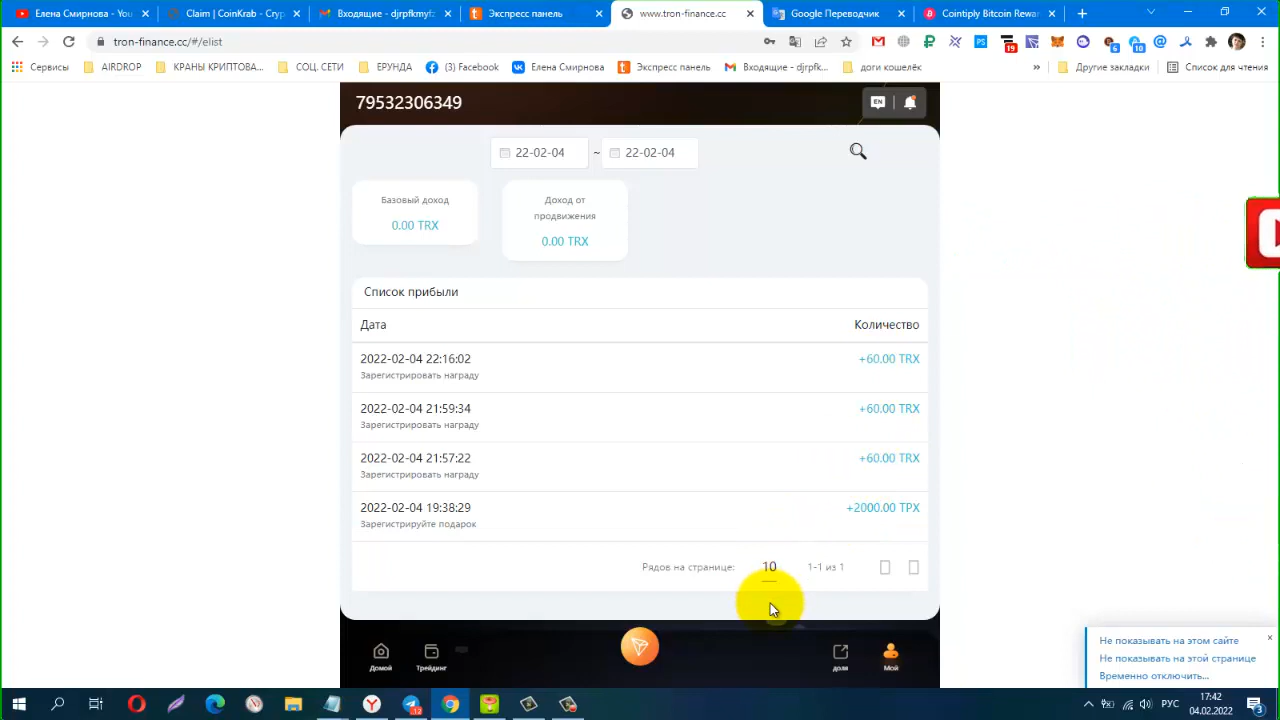 Елена Смирнова - You
Claim | CoinKrab - Cryp
Входящие - djrpfkmylz
Экспресс панель
www.tron-finance.cc
Google Переводчик
Cointiply Bitcoin Rewar
tron-finance.cc/#/elist
19
6
10
Сервисы
AIRDROP
КРАНЫ КРИПТОВА...
СОЦ. СЕТИ
ЕРУНДА
(3) Facebook
Елена Смирнова
Экспресс панель
Входящие - djrpfk...
доги кошелёк
»
Другие закладки
Список для чтения
79532306349
EN
22-02-04 ~ 22-02-04
Базовый доход
0.00 TRX
Доход от
продвижения
0.00 TRX
Список прибыли
Дата Количество
2022-02-04 22:16:02 +60.00 TRX
Зарегистрировать награду
2022-02-04 21:59:34 +60.00 TRX
Зарегистрировать награду
2022-02-04 21:57:22 +60.00 TRX
Зарегистрировать награду
2022-02-04 19:38:29 +2000.00 ТРХ
Зарегистрируйте подарок
Рядов на странице: 10 1-1 из 1
Домой
Трейдинг
доля
Мой
Не показывать на этом сайте
Не показывать на этой странице
Временно отключить...
РУС
17:42
04.02.2022
3